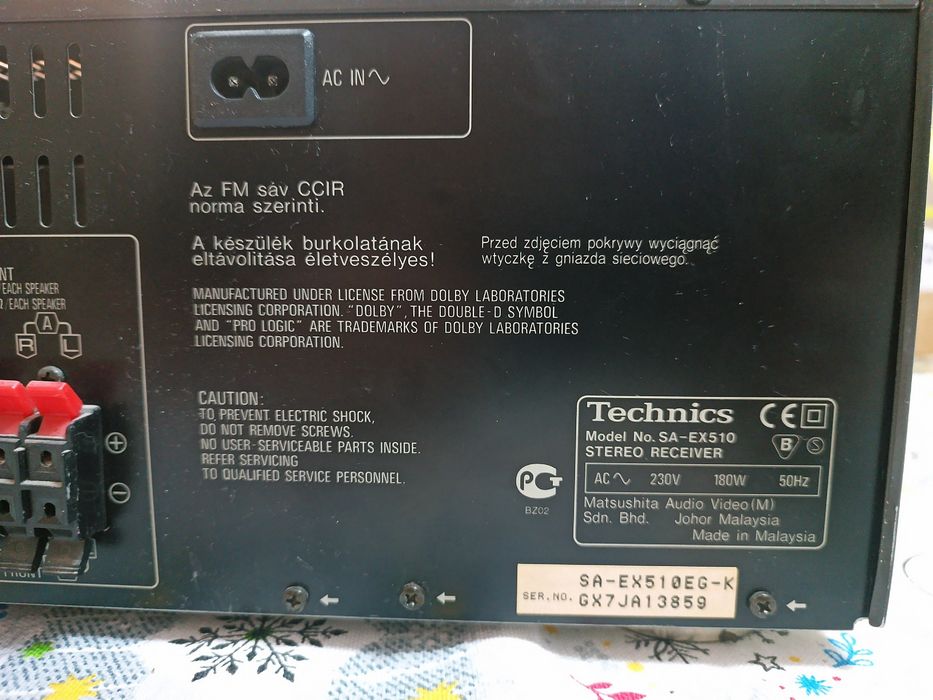 AC IN
Az FM sáv CCIR
norma szerinti.
A készülék burkolatának
eltávolitása életveszélyes!
Przed zdjęciem pokrywy wyciągnąć
wtyczkę z gniazda sieciowego.
MANUFACTURED UNDER LICENSE FROM DOLBY LABORATORIES
LICENSING CORPORATION. "DOLBY", THE DOUBLE-D SYMBOL
AND "PRO LOGIC" ARE TRADEMARKS OF DOLBY LABORATORIES
LICENSING CORPORATION.
/EACH SPEAKER
/EACH SPEAKER
A
R L
+
−
FRONT
CAUTION:
TO PREVENT ELECTRIC SHOCK,
DO NOT REMOVE SCREWS.
NO USER-SERVICEABLE PARTS INSIDE.
REFER SERVICING
TO QUALIFIED SERVICE PERSONNEL.
PCT
BZ02
Technics CE
Model No. SA-EX510
STEREO RECEIVER
B S
AC 230V 180W 50Hz
Matsushita Audio Video (M)
Sdn. Bhd. Johor Malaysia
Made in Malaysia
SA-EX510EG-K
SER. NO. GX7JA13859